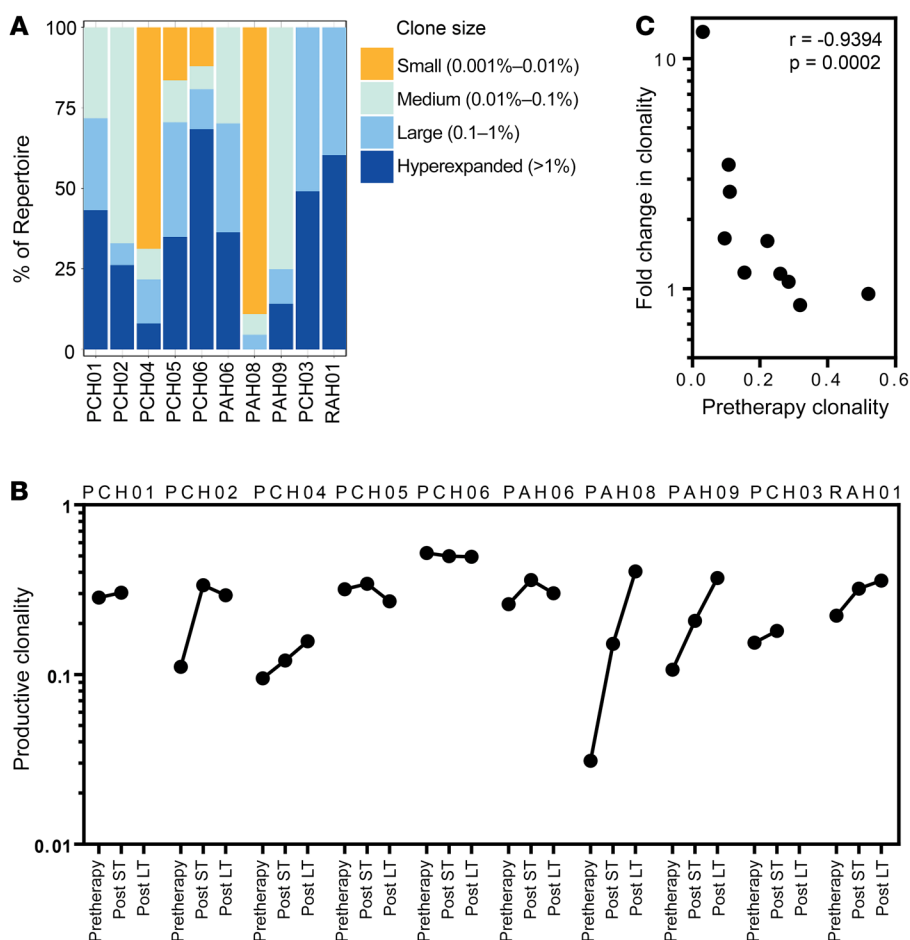 A
Clone size
Small (0.001%–0.01%)
Medium (0.01%–0.1%)
Large (0.1–1%)
Hyperexpanded (>1%)
% of Repertoire
100
75
50
25
0
PCH01
PCH02
PCH04
PCH05
PCH06
PAH06
PAH08
PAH09
PCH03
RAH01
C
r = -0.9394
p = 0.0002
Fold change in clonality
10
1
0.0
0.2
0.4
0.6
Pretherapy clonality
B
PCH01 PCH02 PCH04 PCH05 PCH06 PAH06 PAH08 PAH09 PCH03 RAH01
Productive clonality
1
0.1
0.01
Pretherapy
Post ST
Post LT
Pretherapy
Post ST
Post LT
Pretherapy
Post ST
Post LT
Pretherapy
Post ST
Post LT
Pretherapy
Post ST
Post LT
Pretherapy
Post ST
Post LT
Pretherapy
Post ST
Post LT
Pretherapy
Post ST
Post LT
Pretherapy
Post ST
Post LT
Pretherapy
Post ST
Post LT